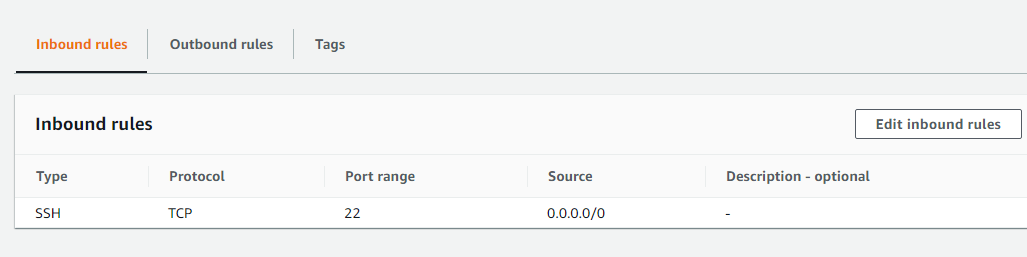 Inbound rules Outbound rules Tags
Inbound rules Edit inbound rules
Type Protocol Port range Source Description - optional
SSH TCP 22 0.0.0.0/0 -